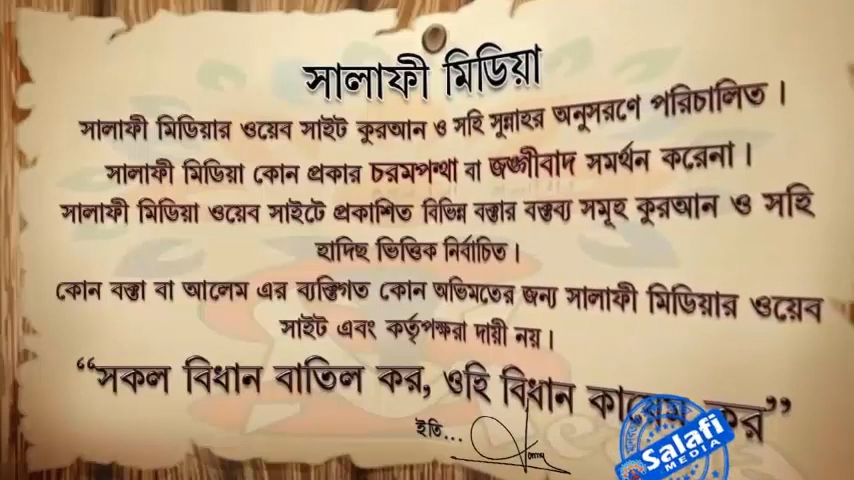 সালাফী মিডিয়া
সালাফী মিডিয়ার ওয়েব সাইট কুরআন ও সহি সুন্নাহর অনুসরণে পরিচালিত ।
সালাফী মিডিয়া কোন প্রকার চরমপন্থা বা জঙ্গীবাদ সমর্থন করেনা ।
সালাফী মিডিয়া ওয়েব সাইটে প্রকাশিত বিভিন্ন বক্তার বক্তব্য সমূহ কুরআন ও সহি
হাদিছ ভিত্তিক নির্বাচিত ।
কোন বক্তা বা আলেম এর ব্যক্তিগত কোন অভিমতের জন্য সালাফী মিডিয়ার ওয়েব
সাইট এবং কর্তৃপক্ষরা দায়ী নয় ।
“সকল বিধান বাতিল কর, ওহি বিধান কায়েম কর”
ইতি...
Salafi
MEDIA